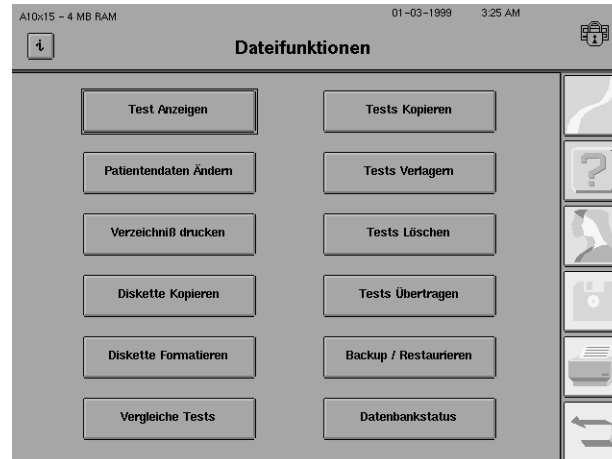 A10x15 - 4 MB RAM
01-03-1999 3:25 AM
i
Dateifunktionen
Test Anzeigen
Tests Kopieren
Patientendaten Ändern
Tests Verlagern
Verzeichniß drucken
Tests Löschen
Diskette Kopieren
Tests Übertragen
Diskette Formatieren
Backup / Restaurieren
Vergleiche Tests
Datenbankstatus
?